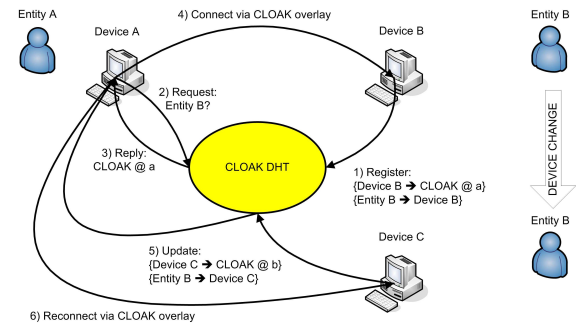 Entity A
4) Connect via CLOAK overlay
Entity B
Device A
Device B
2) Request:
Entity B?
3) Reply:
CLOAK @ a
CLOAK DHT
1) Register:
{Device B ➔ CLOAK @ a}
{Entity B ➔ Device B}
DEVICE CHANGE
Entity B
Device C
5) Update:
{Device C ➔ CLOAK @ b}
{Entity B ➔ Device C}
6) Reconnect via CLOAK overlay